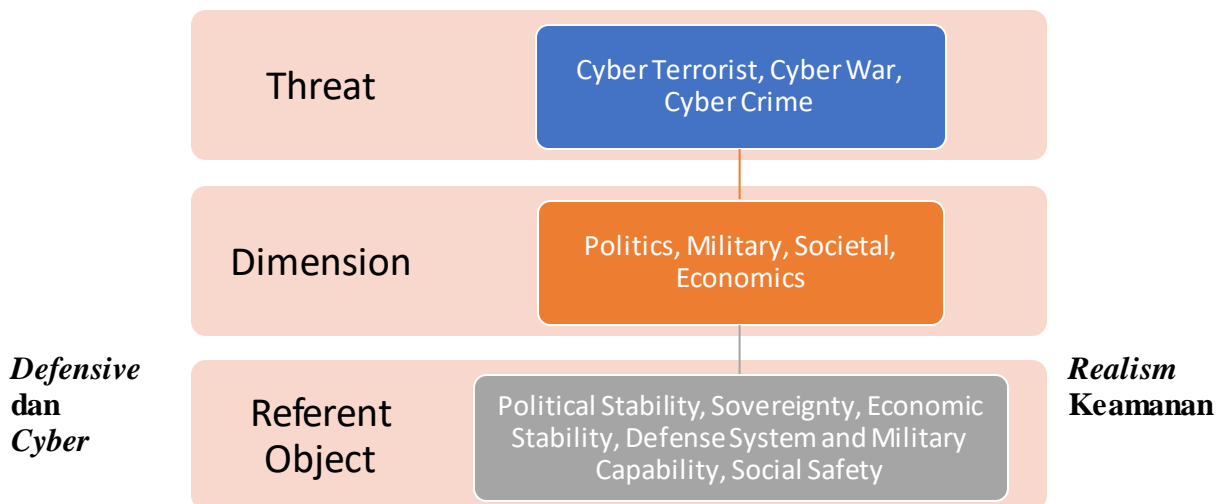 Threat
Cyber Terrorist, Cyber War,
Cyber Crime
Dimension
Politics, Military, Societal,
Economics
Defensive
dan
Cyber
Referent
Object
Political Stability, Sovereignty, Economic
Stability, Defense System and Military
Capability, Social Safety
Realism
Keamanan